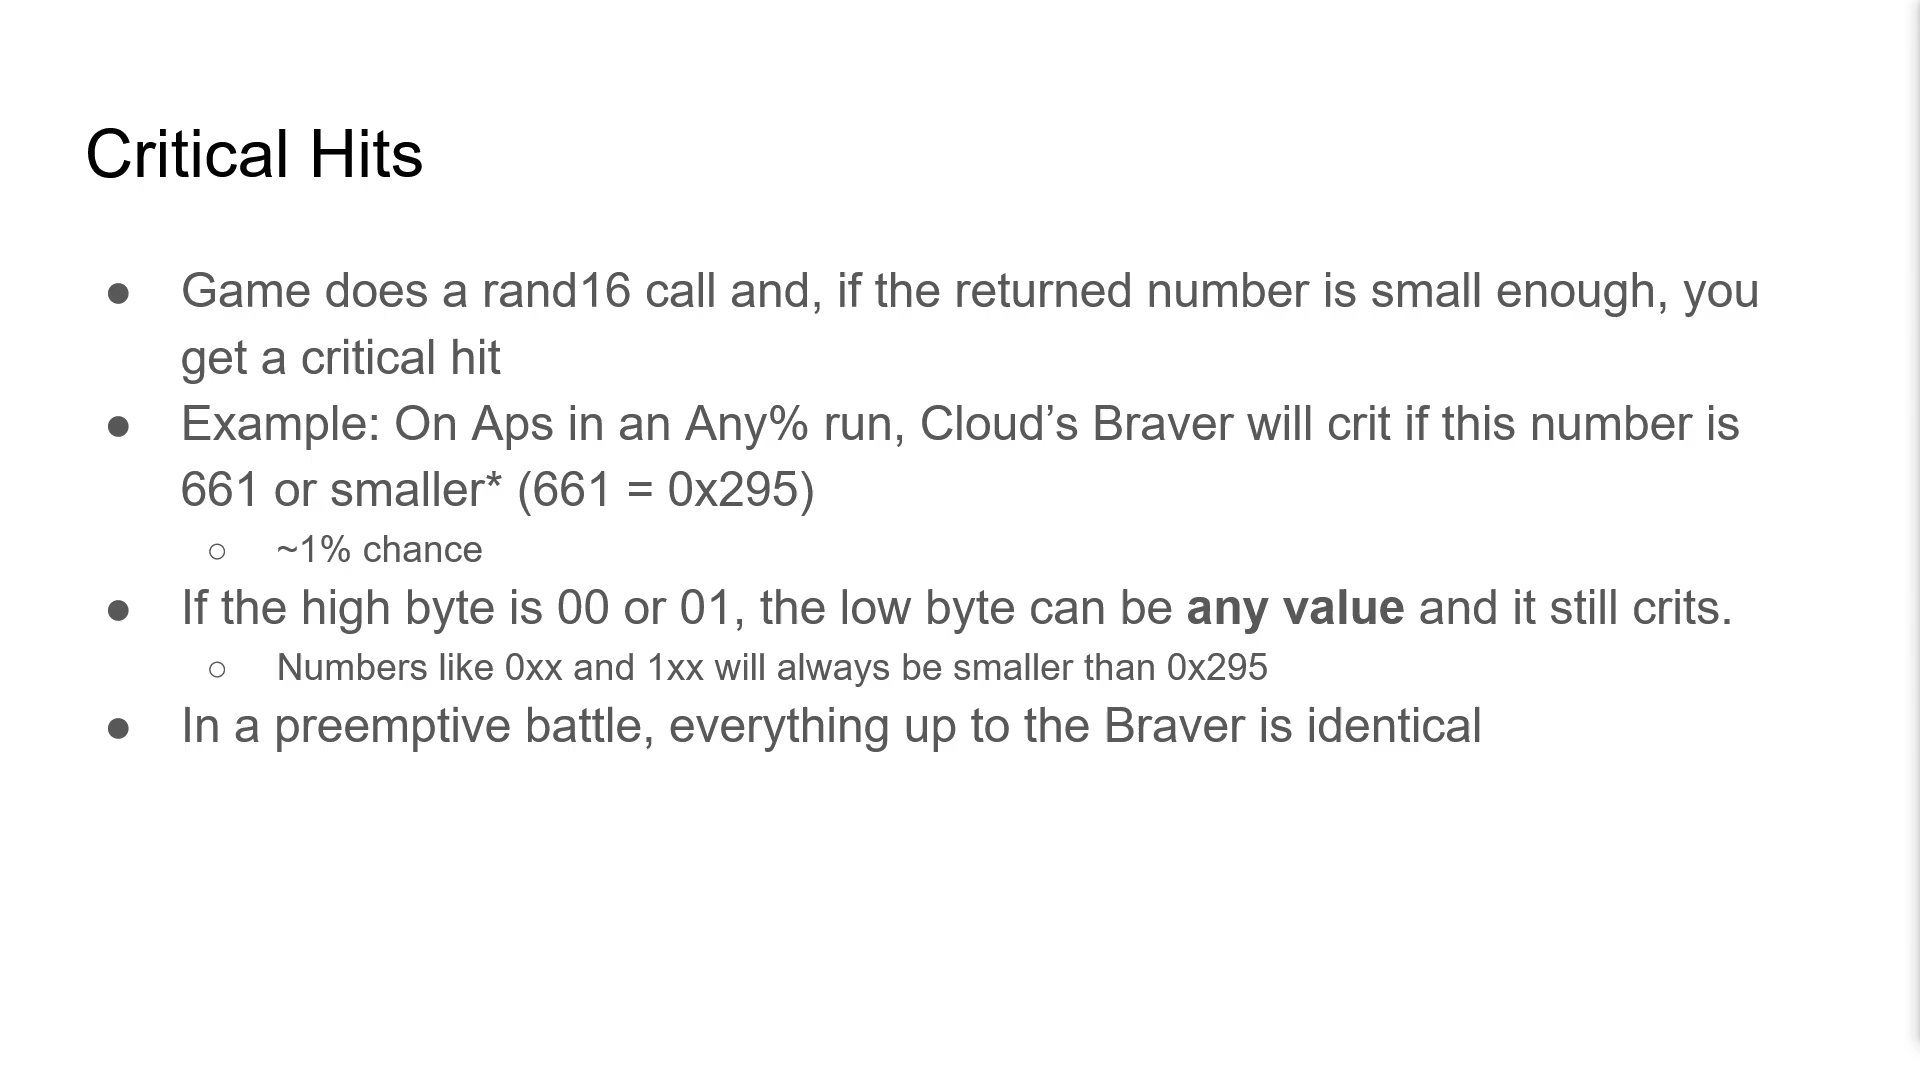 Critical Hits
● Game does a rand16 call and, if the returned number is small enough, you
get a critical hit
● Example: On Aps in an Any% run, Cloud’s Braver will crit if this number is
661 or smaller* (661 = 0x295)
○ ~1% chance
● If the high byte is 00 or 01, the low byte can be any value and it still crits.
○ Numbers like 0xx and 1xx will always be smaller than 0x295
● In a preemptive battle, everything up to the Braver is identical